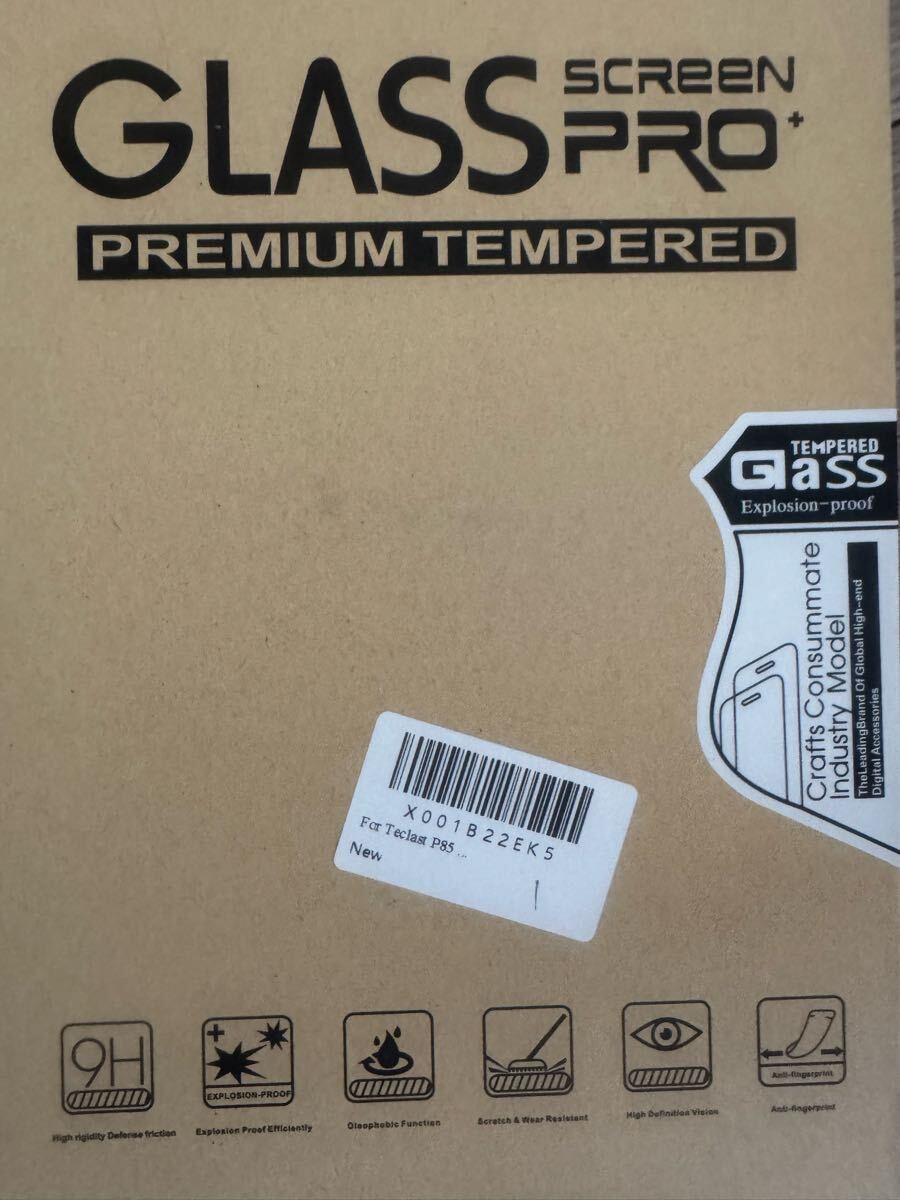 GLASS
SCREEN
PRO+
PREMIUM TEMPERED
TEMPERED
Glass
Explosion-proof
Crafts Consummate
Industry Model
TheLeadingBrand Of Global High-end
Digital Accessories
X001B22EK5
For Teclast P85 ...
New
9H
High rigidity Defense friction
EXPLOSION-PROOF
Explosion Proof Efficiently
Oleophobic Function
Scratch & Wear Resistant
High Definition Vision
Anti-fingerprint
Anti-fingerprint